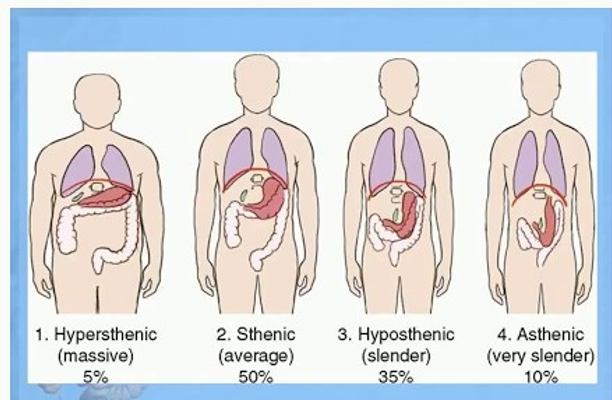 1. Hypersthenic
(massive)
5%
2. Sthenic
(average)
50%
3. Hyposthenic
(slender)
35%
4. Asthenic
(very slender)
10%